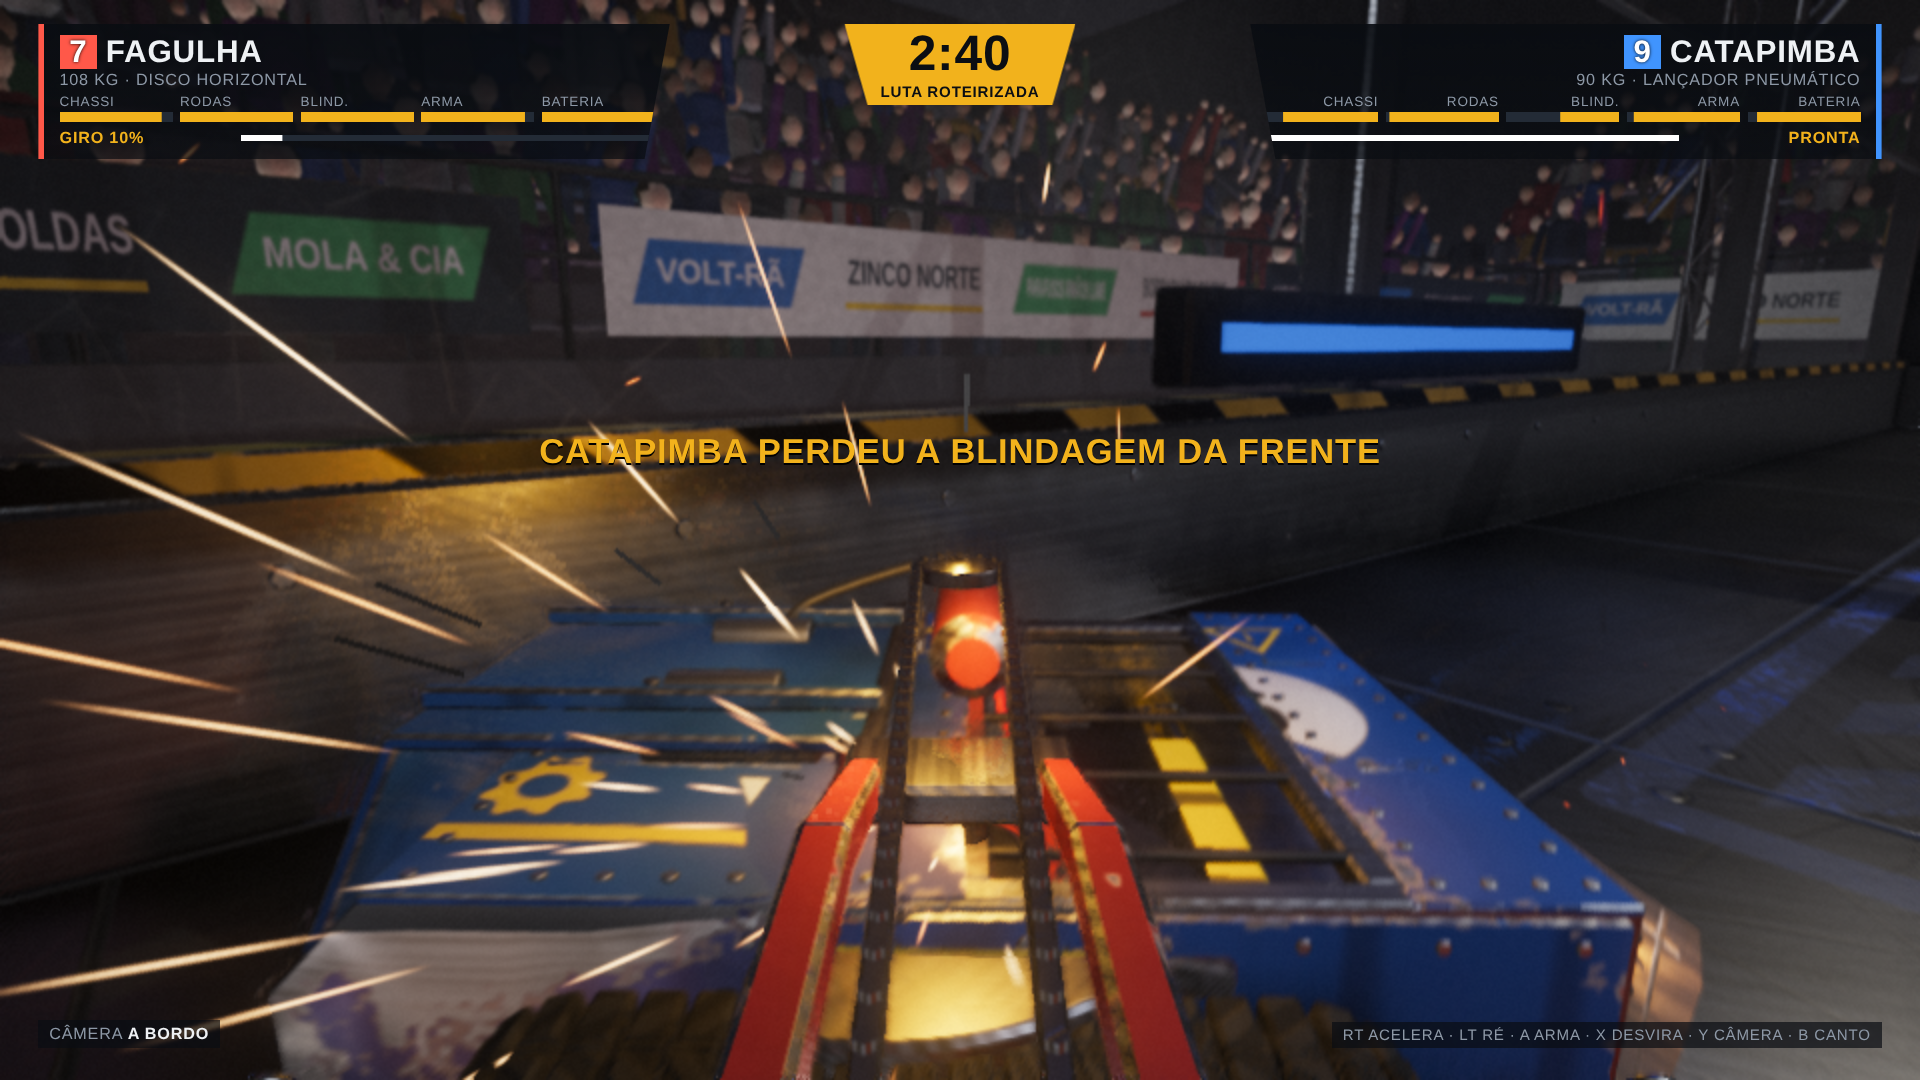 7 FAGULHA
108 KG · DISCO HORIZONTAL
CHASSI RODAS BLIND. ARMA BATERIA
GIRO 10%
2:40
LUTA ROTEIRIZADA
9 CATAPIMBA
90 KG · LANÇADOR PNEUMÁTICO
CHASSI RODAS BLIND. ARMA BATERIA
PRONTA
OLDAS
MOLA & CIA
VOLT-RÃ
ZINCO NORTE
VOLT-RÃ
O NORTE
CATAPIMBA PERDEU A BLINDAGEM DA FRENTE
CÂMERA A BORDO
RT ACELERA · LT RÉ · A ARMA · X DESVIRA · Y CÂMERA · B CANTO